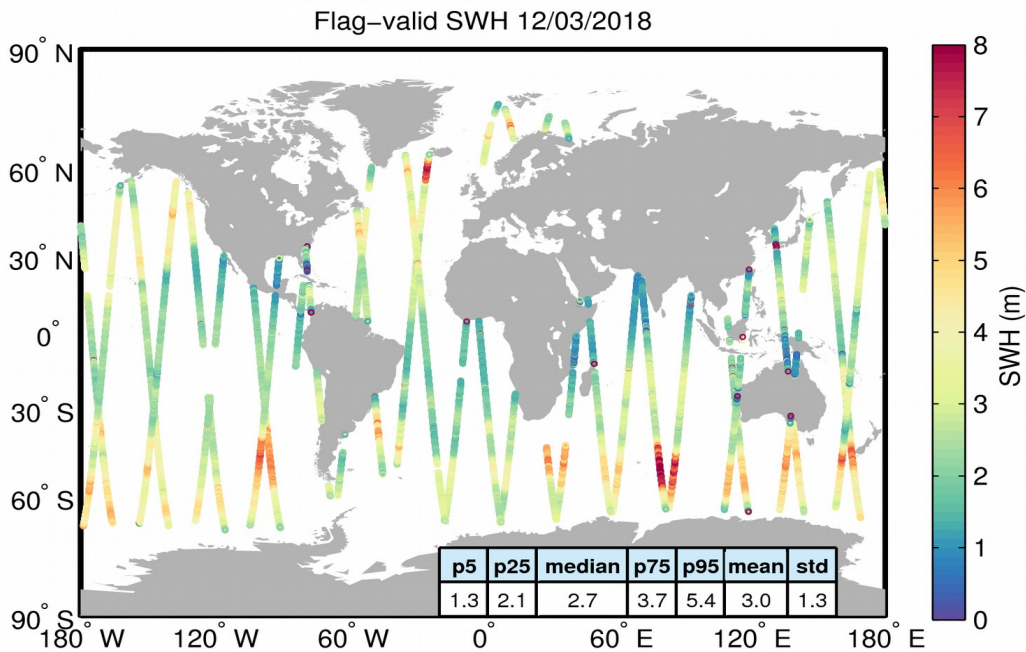 Flag−valid SWH 12/03/2018
90° N
60° N
30° N
0°
30° S
60° S
90° S
180° W
120° W
60° W
0°
60° E
120° E
180° E
p5 p25 median p75 p95 mean std
1.3 2.1 2.7 3.7 5.4 3.0 1.3
8
7
6
5
4
3
2
1
0
SWH (m)